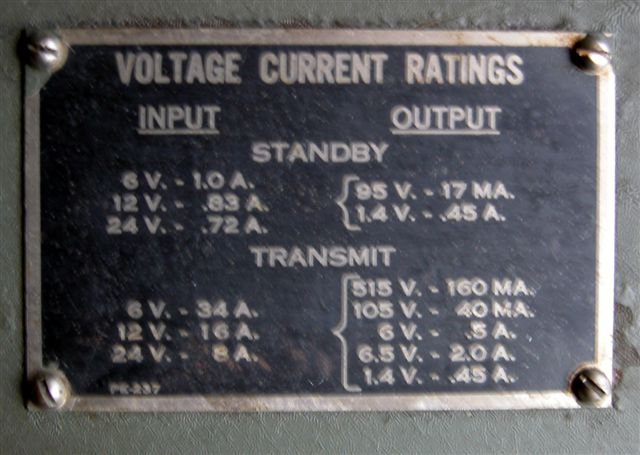 VOLTAGE CURRENT RATINGS
INPUT OUTPUT
STANDBY
6 V. - 1.0 A.
12 V. - .83 A.
24 V. - .72 A.
95 V. - 17 MA.
1.4 V. - .45 A.
TRANSMIT
6 V. - 34 A.
12 V. - 16 A.
24 V. - 8 A.
515 V. - 160 MA.
105 V. - 40 MA.
6 V. - .5 A.
6.5 V. - 2.0 A.
1.4 V. - .45 A.
PE-237